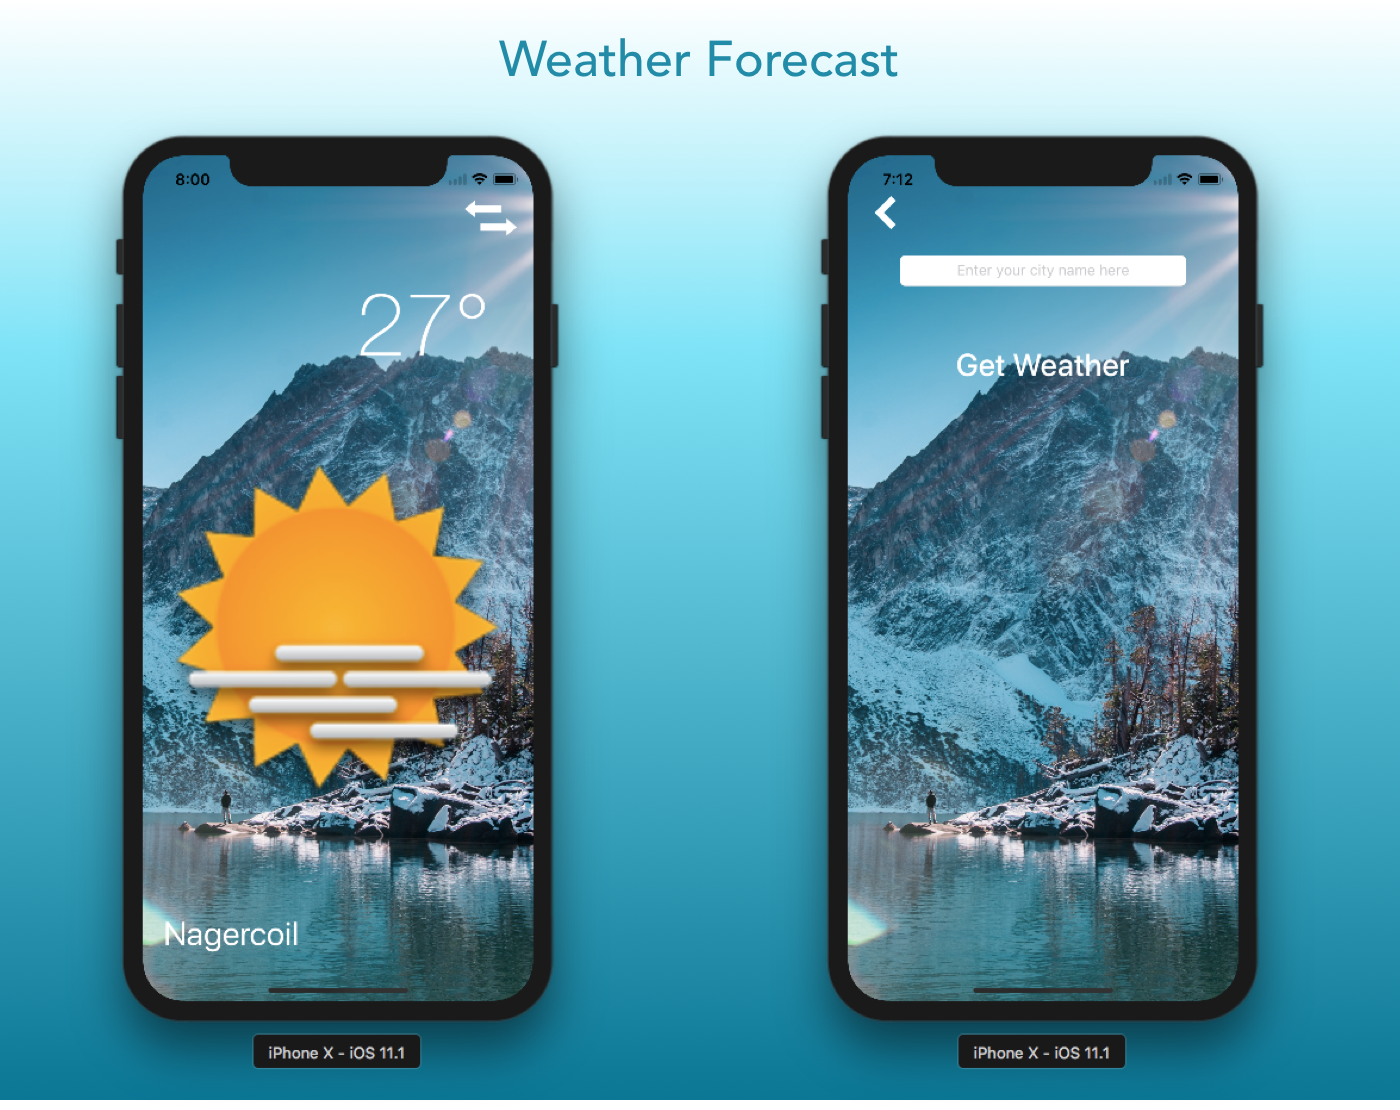 Weather Forecast
8:00
27°
Nagercoil
iPhone X - iOS 11.1
7:12
Enter your city name here
Get Weather
iPhone X - iOS 11.1